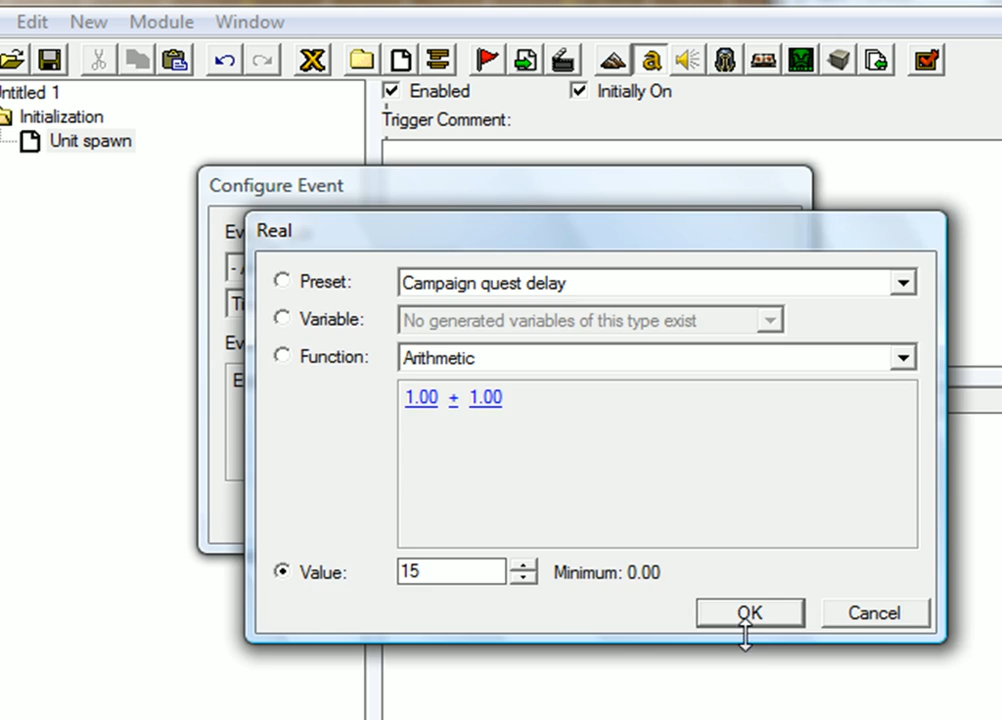 Edit New Module Window
ntitled 1
Enabled Initially On
Initialization
Trigger Comment:
Unit spawn
Configure Event
Real
Preset: Campaign quest delay
Variable: No generated variables of this type exist
Function: Arithmetic
1.00 + 1.00
Value: 15 Minimum: 0.00
OK Cancel